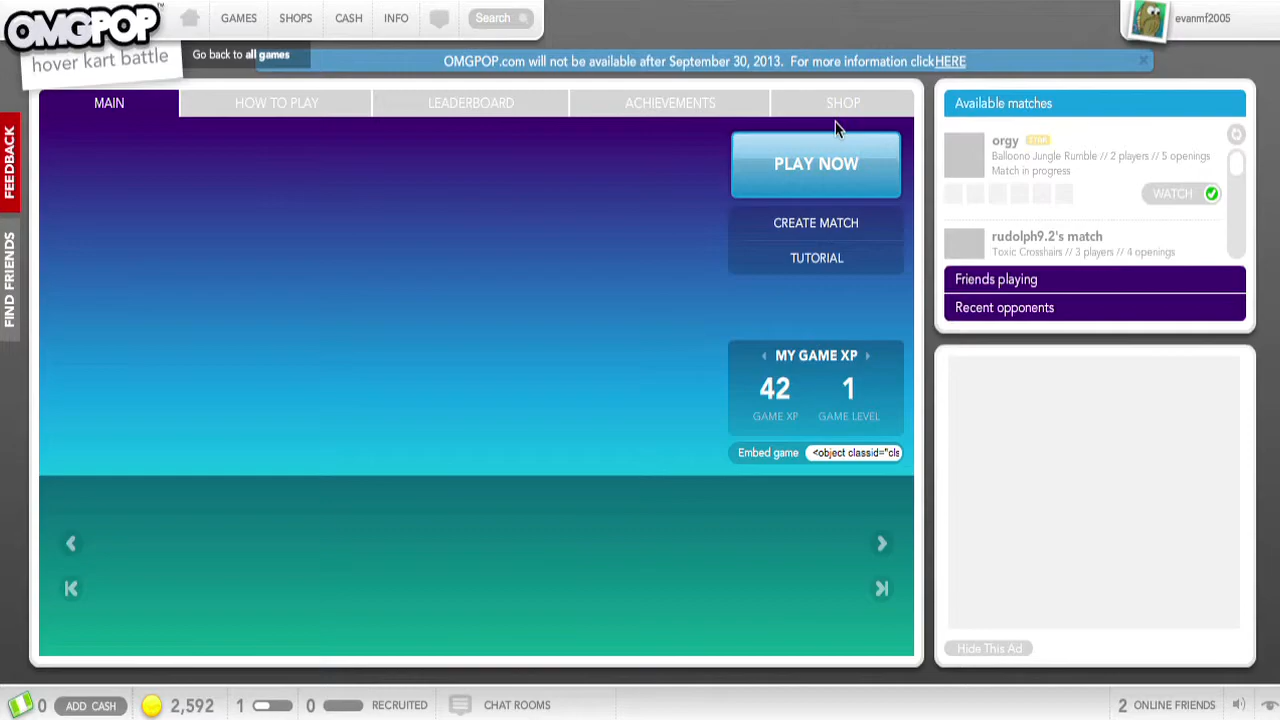 OMGPOP™
GAMES
SHOPS
CASH
INFO
Search
evanmf2005
hover kart battle
Go back to all games
OMGPOP.com will not be available after September 30, 2013. For more information click HERE
FEEDBACK
FIND FRIENDS
MAIN
HOW TO PLAY
LEADERBOARD
ACHIEVEMENTS
SHOP
PLAY NOW
CREATE MATCH
TUTORIAL
MY GAME XP
42 1
GAME XP GAME LEVEL
Embed game <object classid="cls
Available matches
orgy STAR
Balloono Jungle Rumble // 2 players // 5 openings
Match in progress
WATCH
rudolph9.2's match
Toxic Crosshairs // 3 players // 4 openings
Friends playing
Recent opponents
Hide This Ad
0 ADD CASH 2,592 1 0 RECRUITED CHAT ROOMS 2 ONLINE FRIENDS